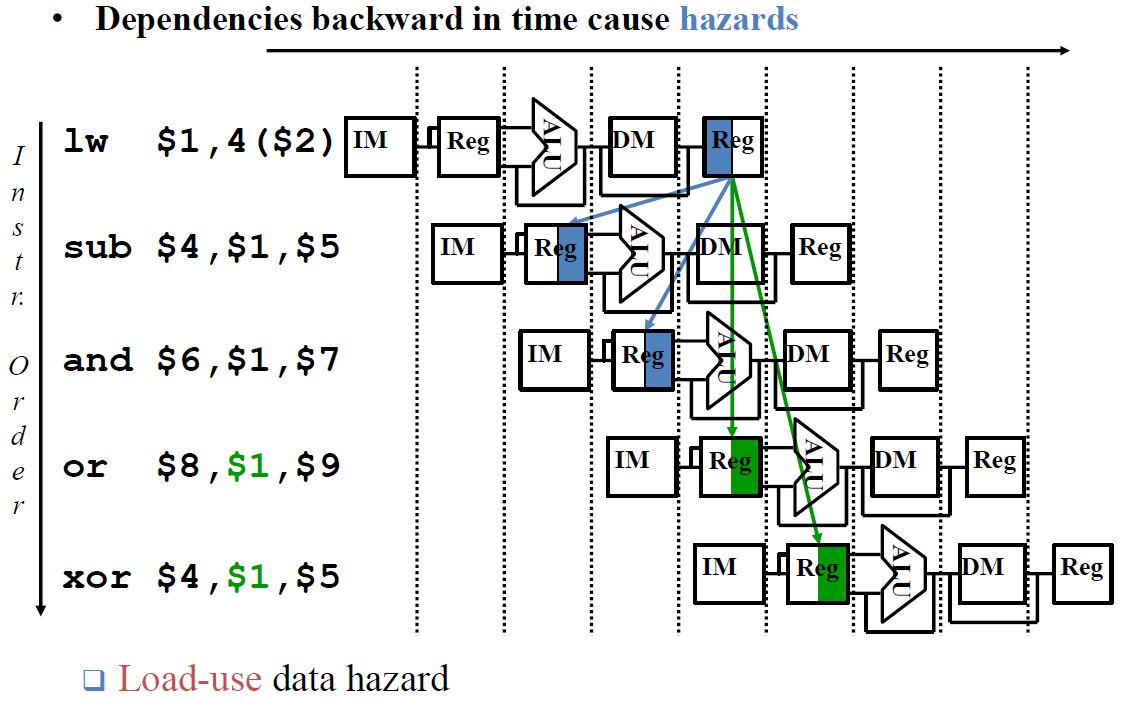 • Dependencies backward in time cause hazards
Instr. Order
lw $1,4($2) IM Reg ALU DM Reg
sub $4,$1,$5 IM Reg ALU DM Reg
and $6,$1,$7 IM Reg ALU DM Reg
or $8,$1,$9 IM Reg ALU DM Reg
xor $4,$1,$5 IM Reg ALU DM Reg
❑ Load-use data hazard